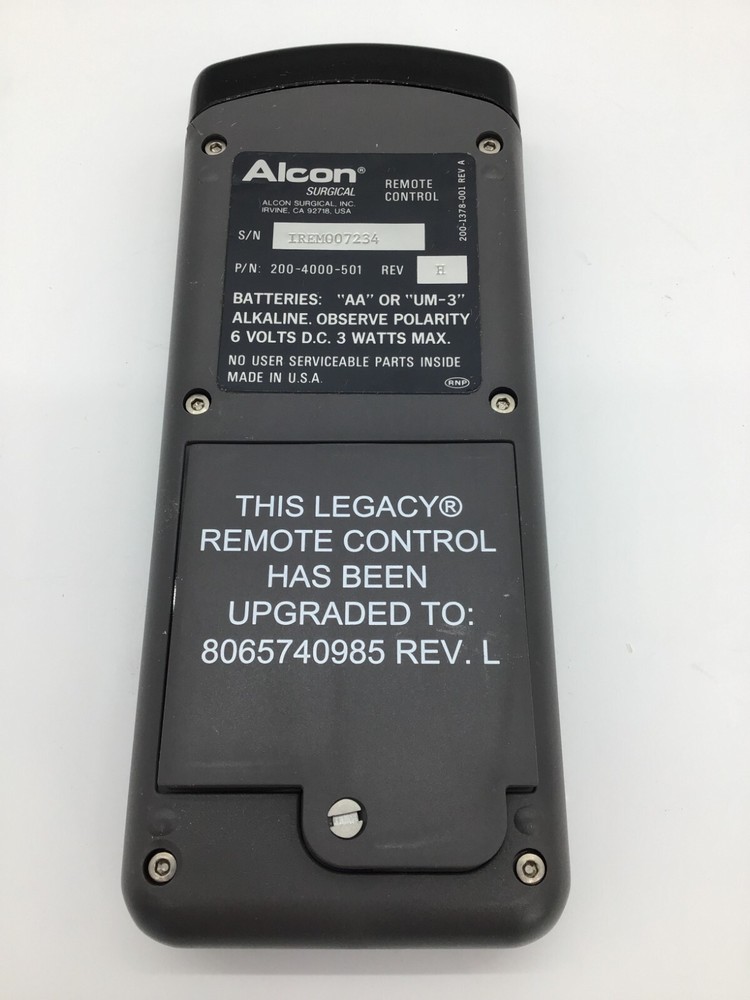 Alcon®
SURGICAL
ALCON SURGICAL, INC.
IRVINE, CA 92718, USA
REMOTE
CONTROL
200-1378-001 REV A
S/N IREM007234
P/N: 200-4000-501 REV H
BATTERIES: "AA" OR "UM-3"
ALKALINE. OBSERVE POLARITY
6 VOLTS D.C. 3 WATTS MAX.
NO USER SERVICEABLE PARTS INSIDE
MADE IN U.S.A.
RNP
THIS LEGACY®
REMOTE CONTROL
HAS BEEN
UPGRADED TO:
8065740985 REV. L